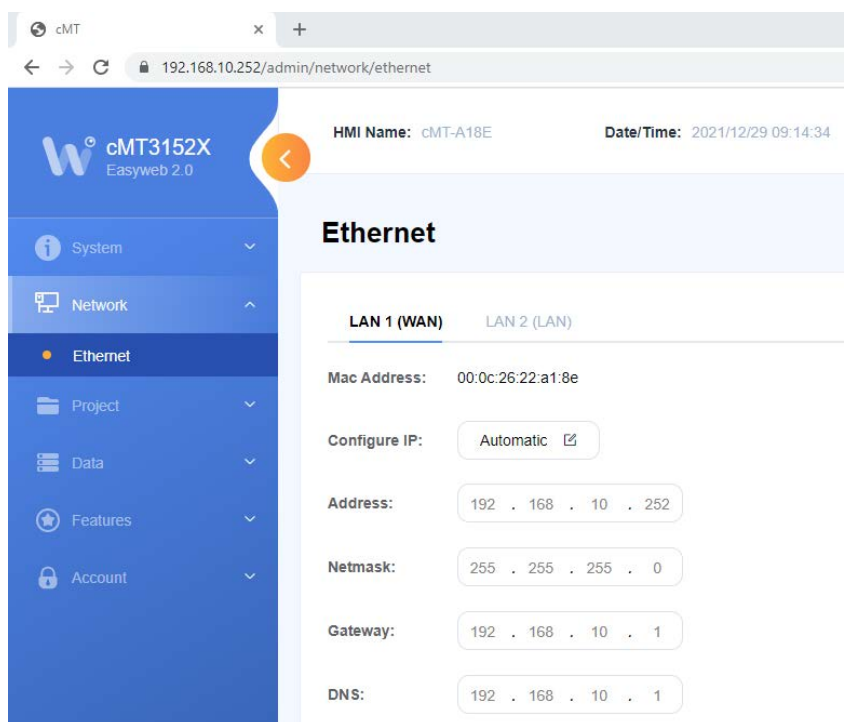 cMT
192.168.10.252/admin/network/ethernet
cMT3152X
Easyweb 2.0
HMI Name: cMT-A18E Date/Time: 2021/12/29 09:14:34
System
Network
Ethernet
Project
Data
Features
Account
Ethernet
LAN 1 (WAN) LAN 2 (LAN)
Mac Address: 00:0c:26:22:a1:8e
Configure IP: Automatic
Address: 192 . 168 . 10 . 252
Netmask: 255 . 255 . 255 . 0
Gateway: 192 . 168 . 10 . 1
DNS: 192 . 168 . 10 . 1